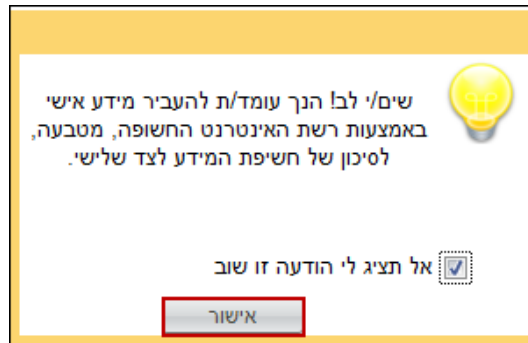 שים/י לב! הנך עומד/ת להעביר מידע אישי
באמצעות רשת האינטרנט החשופה, מטבעה,
לסיכון של חשיפת המידע לצד שלישי.
אל תציג לי הודעה זו שוב
אישור